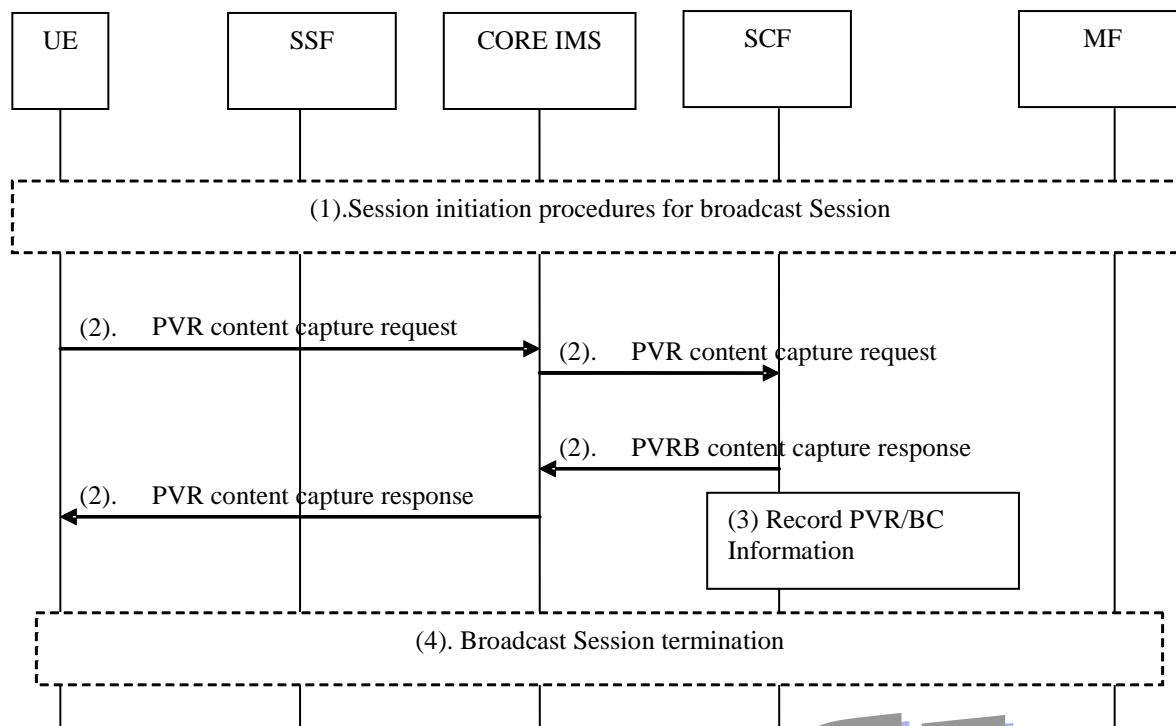 UE SSF CORE IMS SCF MF
(1).Session initiation procedures for broadcast Session
(2). PVR content capture request
(2). PVR content capture request
(2). PVRB content capture response
(2). PVR content capture response
(3) Record PVR/BC
Information
(4). Broadcast Session termination